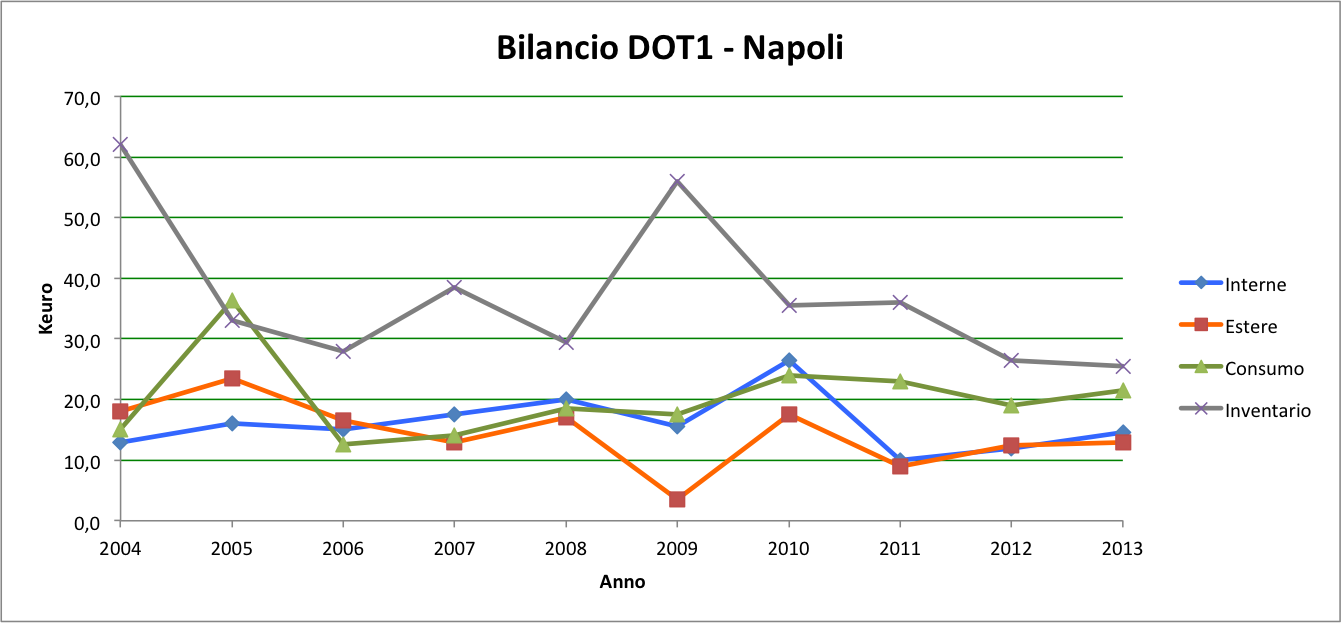 Bilancio DOT1 - Napoli
70,0
60,0
50,0
40,0
30,0
20,0
10,0
0,0
Keuro
2004 2005 2006 2007 2008 2009 2010 2011 2012 2013
Anno
Interne
Estere
Consumo
Inventario